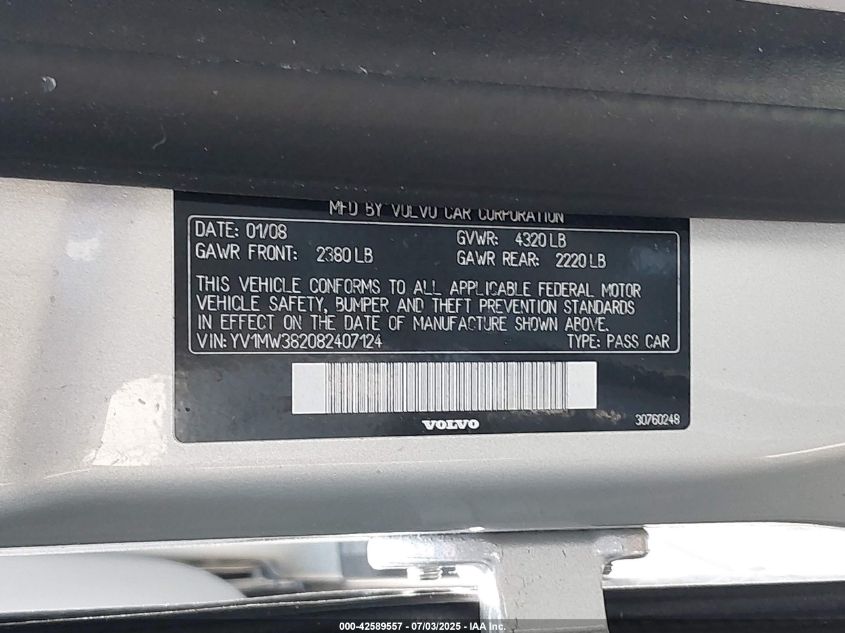 MFD BY VOLVO CAR CORPORATION
DATE: 01/08 GVWR: 4320 LB
GAWR FRONT: 2380 LB GAWR REAR: 2220 LB
THIS VEHICLE CONFORMS TO ALL APPLICABLE FEDERAL MOTOR
VEHICLE SAFETY, BUMPER AND THEFT PREVENTION STANDARDS
IN EFFECT ON THE DATE OF MANUFACTURE SHOWN ABOVE.
VIN: YV1MW382082407124 TYPE: PASS CAR
VOLVO
30760248
000-42589557 - 07/03/2025 - © IAA, Inc.